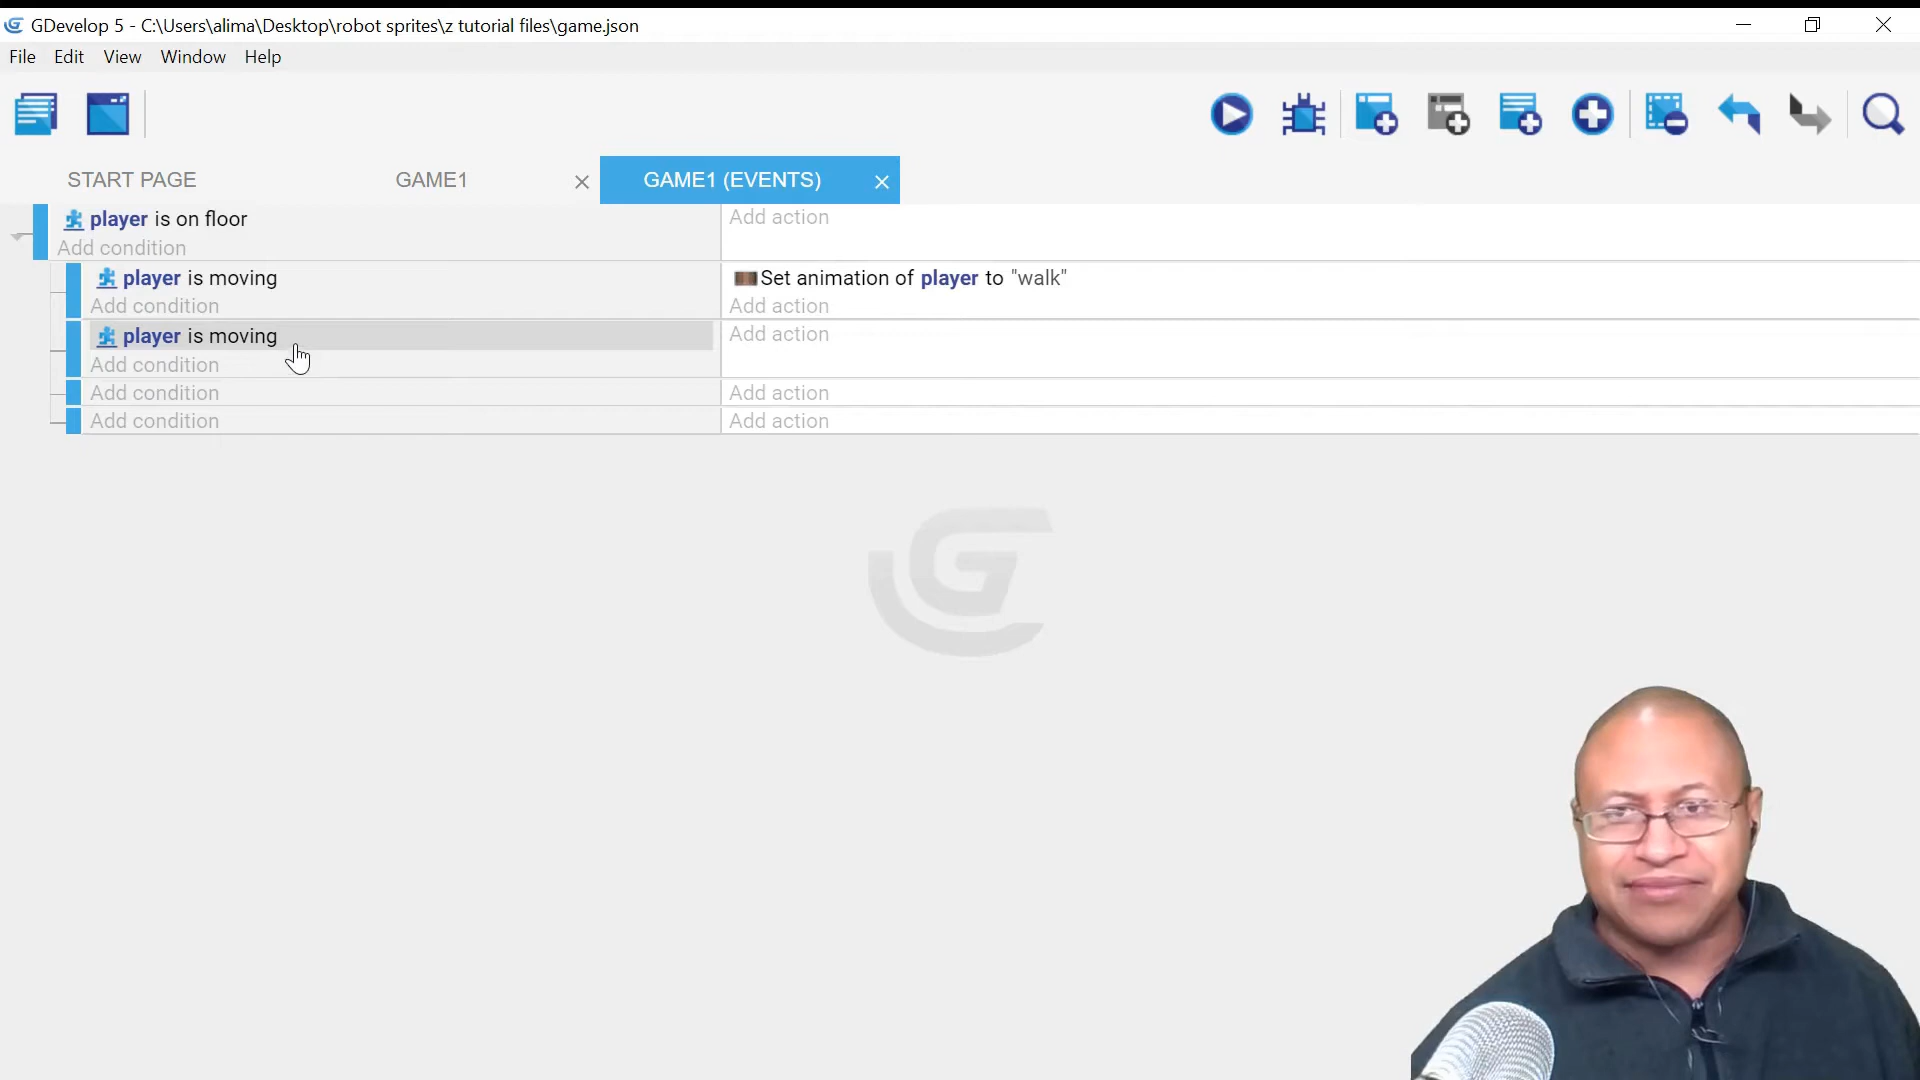 GDevelop 5 - C:\Users\alima\Desktop\robot sprites\z tutorial files\game.json
File Edit View Window Help
START PAGE GAME1 GAME1 (EVENTS)
player is on floor Add action
Add condition
player is moving Set animation of player to "walk"
Add condition Add action
player is moving Add action
Add condition
Add condition Add action
Add condition Add action